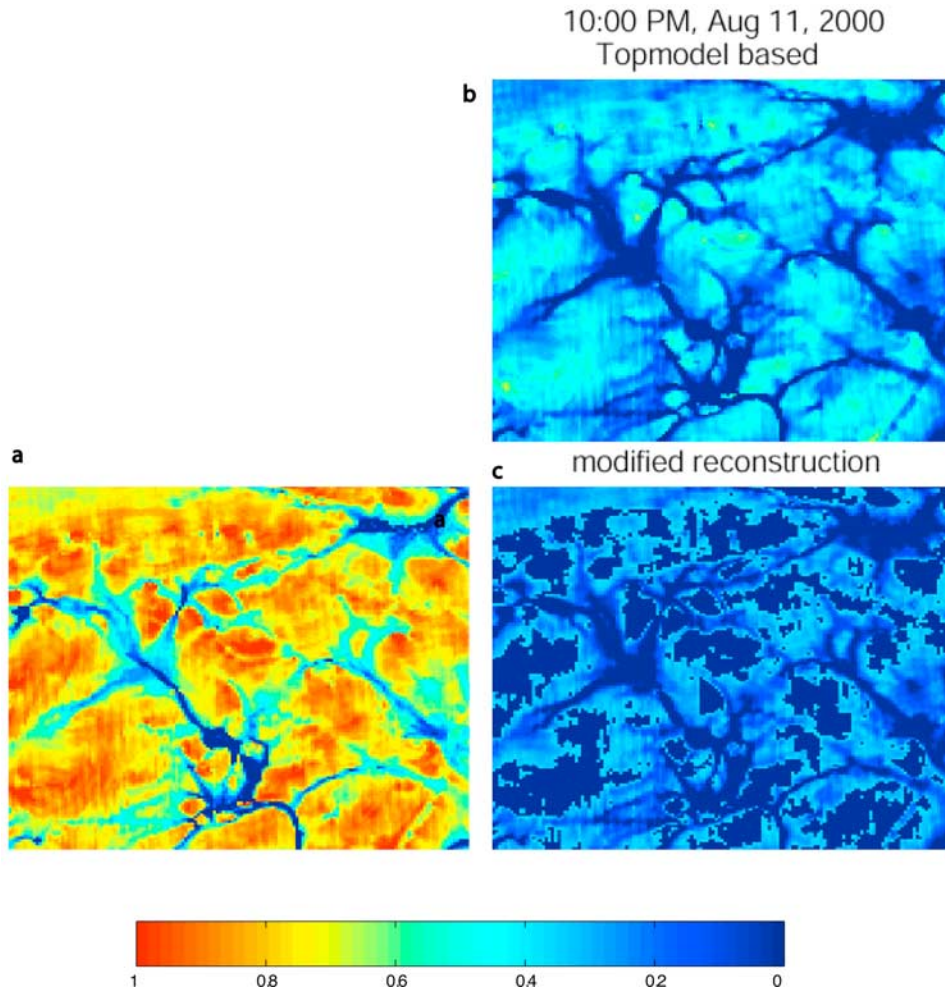 10:00 PM, Aug 11, 2000
Topmodel based
b
a
c
modified reconstruction
a
1 0.8 0.6 0.4 0.2 0